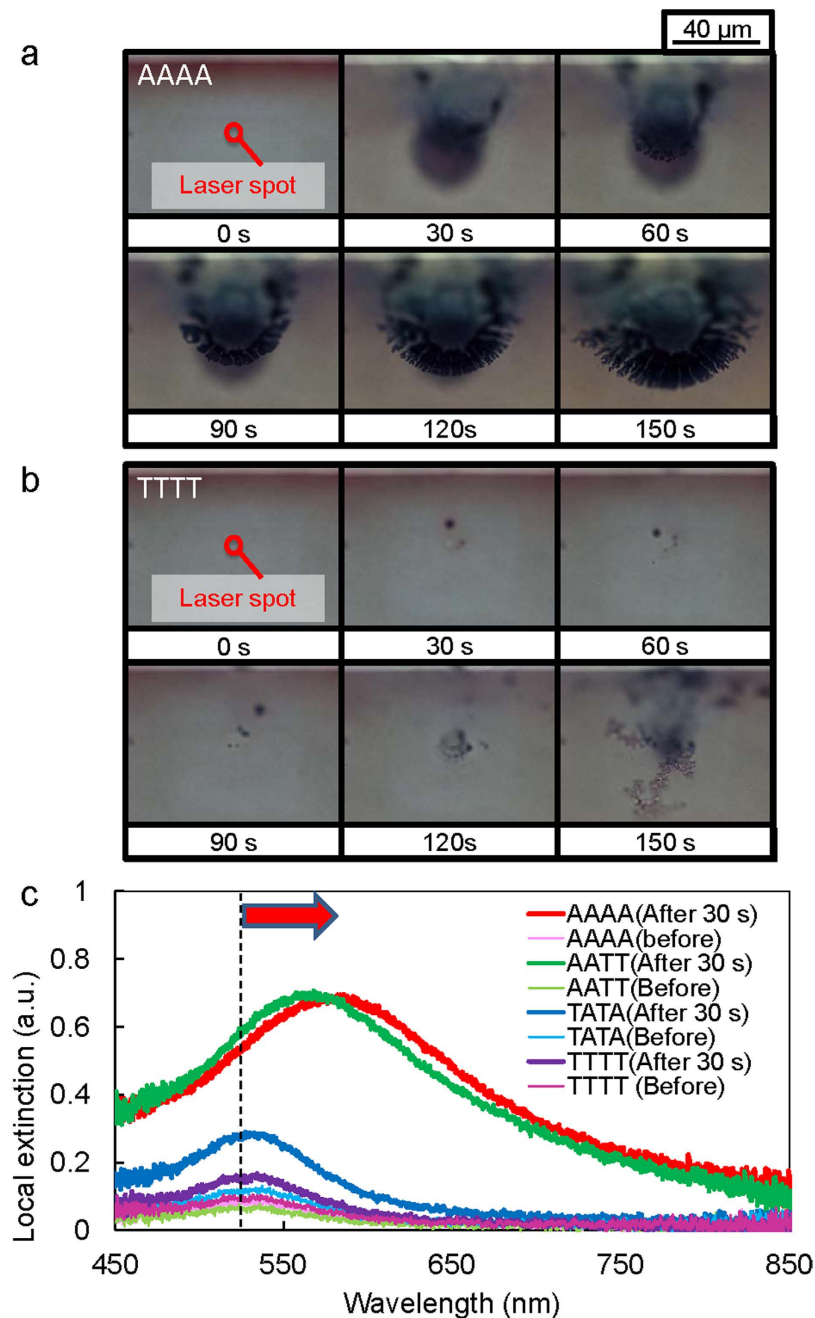 40 µm
a
AAAA
Laser spot
0 s
30 s
60 s
90 s
120s
150 s
b
TTTT
Laser spot
0 s
30 s
60 s
90 s
120s
150 s
c
1
0.8
0.6
0.4
0.2
0
Local extinction (a.u.)
AAAA(After 30 s)
AAAA(before)
AATT(After 30 s)
AATT(Before)
TATA(After 30 s)
TATA(Before)
TTTT(After 30 s)
TTTT (Before)
450
550
650
750
850
Wavelength (nm)